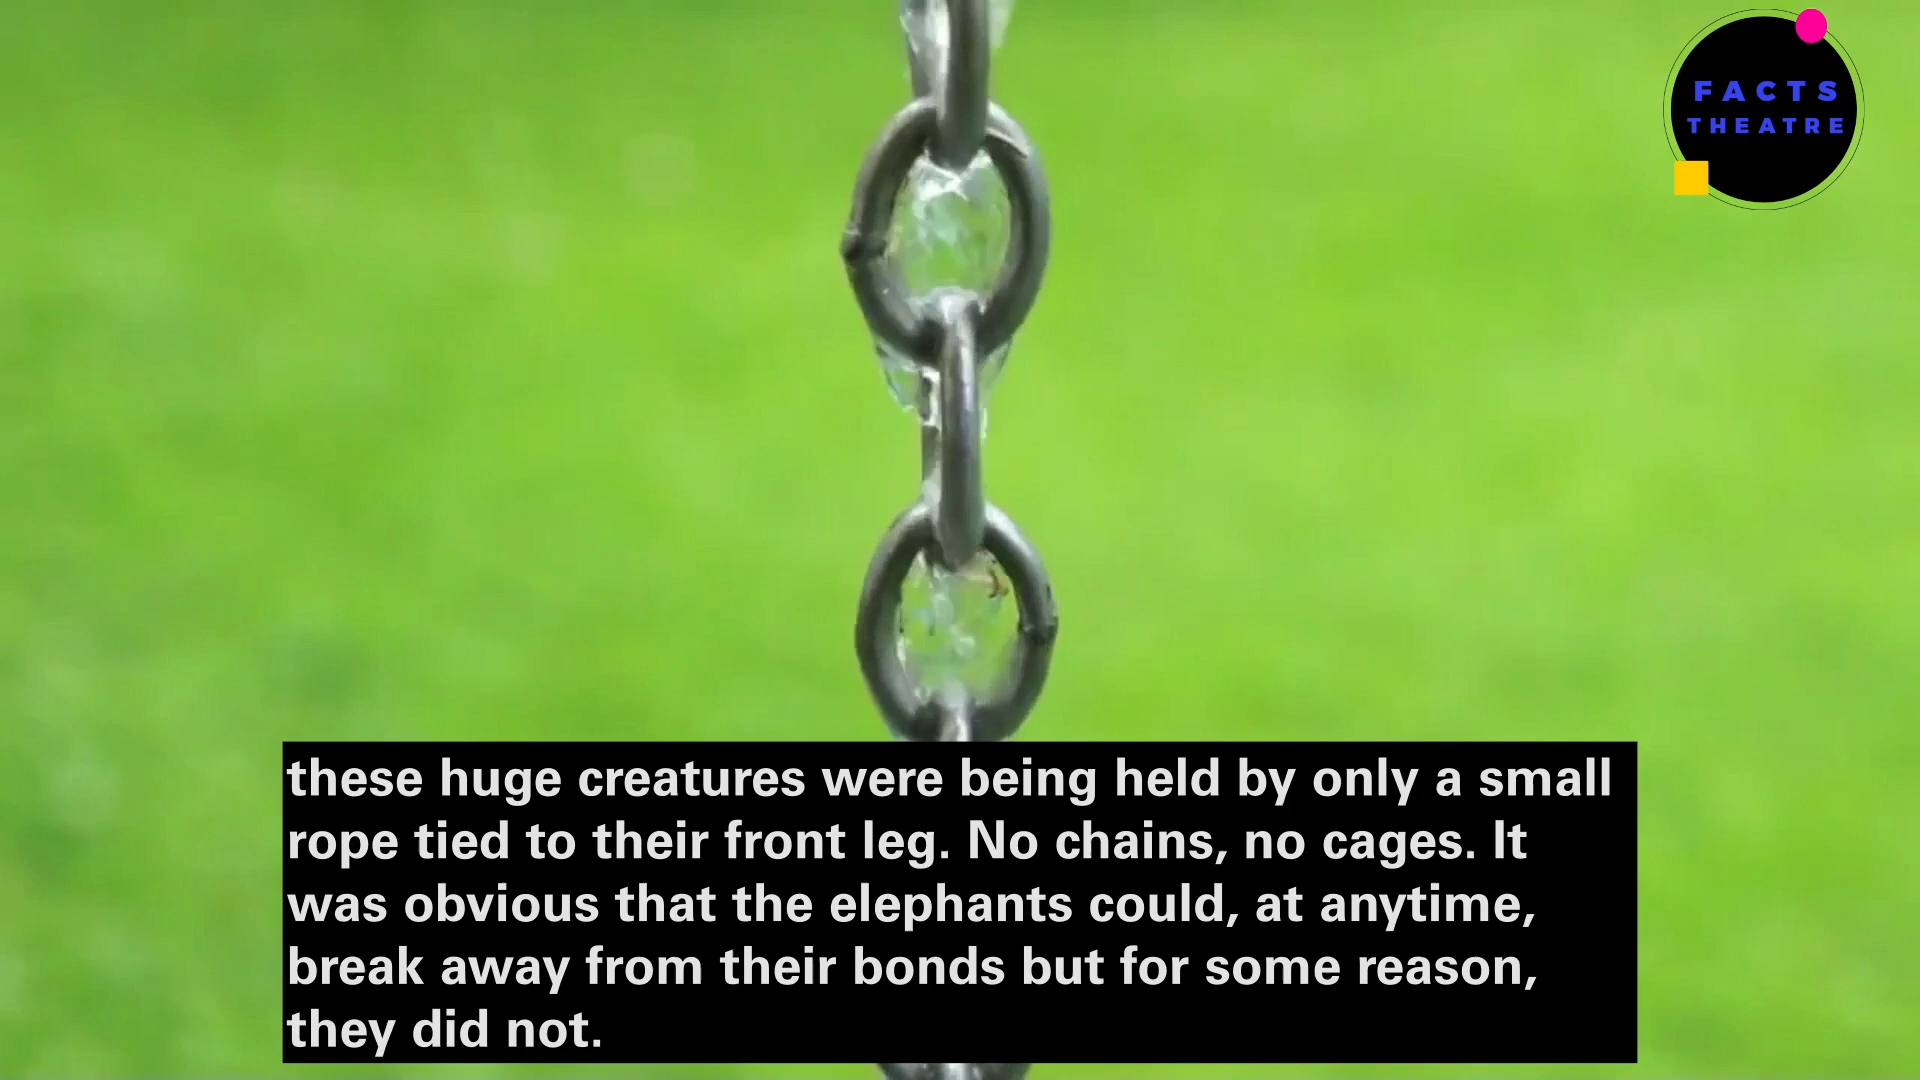 FACTS
THEATRE
these huge creatures were being held by only a small
rope tied to their front leg. No chains, no cages. It
was obvious that the elephants could, at anytime,
break away from their bonds but for some reason,
they did not.